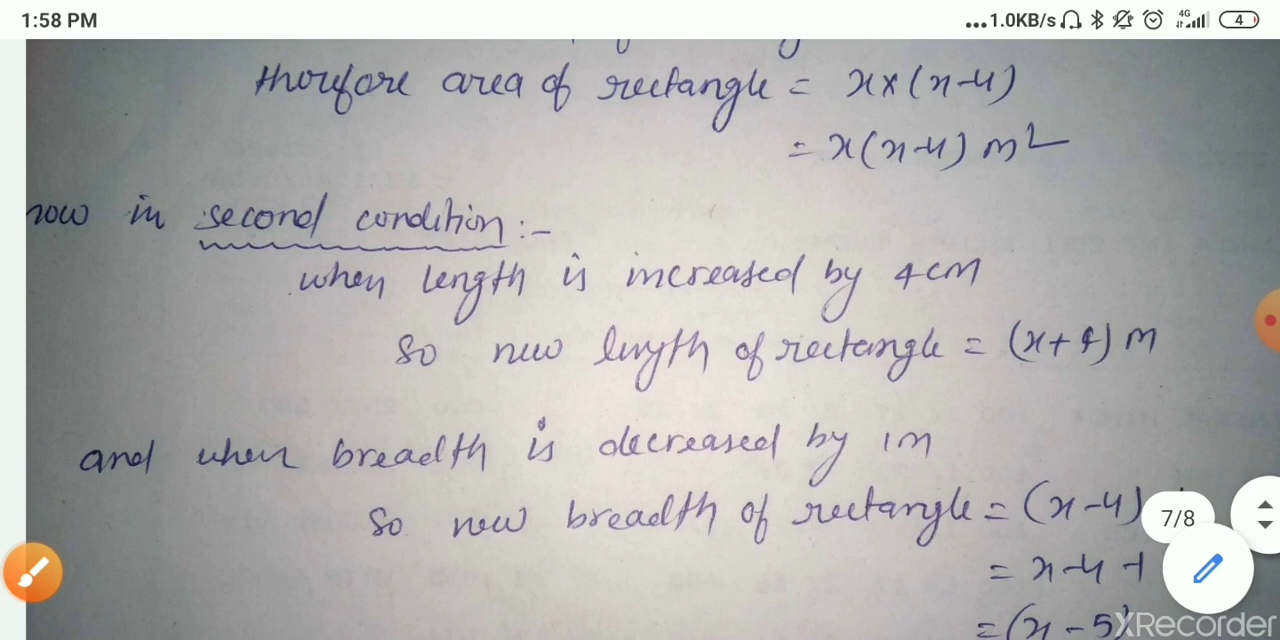 1:58 PM
...1.0KB/s 4G 4
therefore area of rectangle = x×(x-4)
= x(x-4) m²
now in second condition:-
when length is increased by 4cm
So new length of rectangle = (x+4) m
and when breadth is decreased by 1m
So new breadth of rectangle = (x-4)
7/8
= x-4-1
= (x-5)
XRecorder